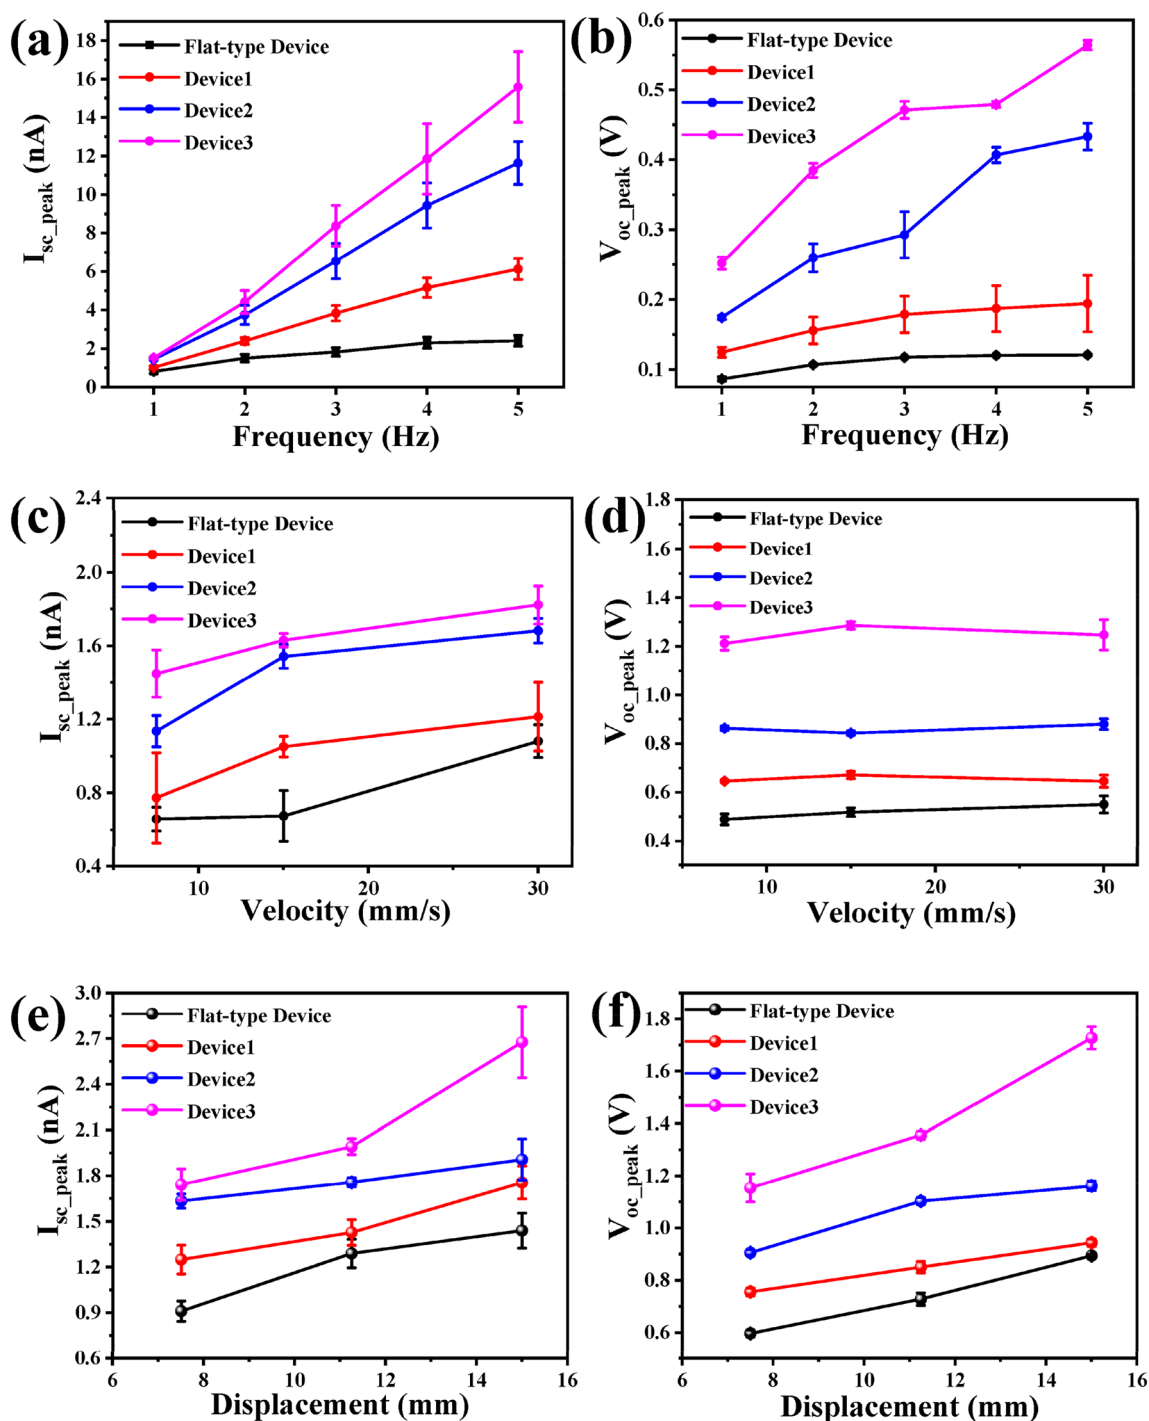 (a)
I_sc_peak (nA)
18
16
14
12
10
8
6
4
2
0
Flat-type Device
Device1
Device2
Device3
1 2 3 4 5
Frequency (Hz)
(b)
V_oc_peak (V)
0.6
0.5
0.4
0.3
0.2
0.1
Flat-type Device
Device1
Device2
Device3
1 2 3 4 5
Frequency (Hz)
(c)
I_sc_peak (nA)
2.4
2.0
1.6
1.2
0.8
0.4
Flat-type Device
Device1
Device2
Device3
10 20 30
Velocity (mm/s)
(d)
V_oc_peak (V)
1.8
1.6
1.4
1.2
1.0
0.8
0.6
0.4
Flat-type Device
Device1
Device2
Device3
10 20 30
Velocity (mm/s)
(e)
I_sc_peak (nA)
3.0
2.7
2.4
2.1
1.8
1.5
1.2
0.9
0.6
Flat-type Device
Device1
Device2
Device3
6 8 10 12 14 16
Displacement (mm)
(f)
V_oc_peak (V)
1.8
1.6
1.4
1.2
1.0
0.8
0.6
Flat-type Device
Device1
Device2
Device3
6 8 10 12 14 16
Displacement (mm)